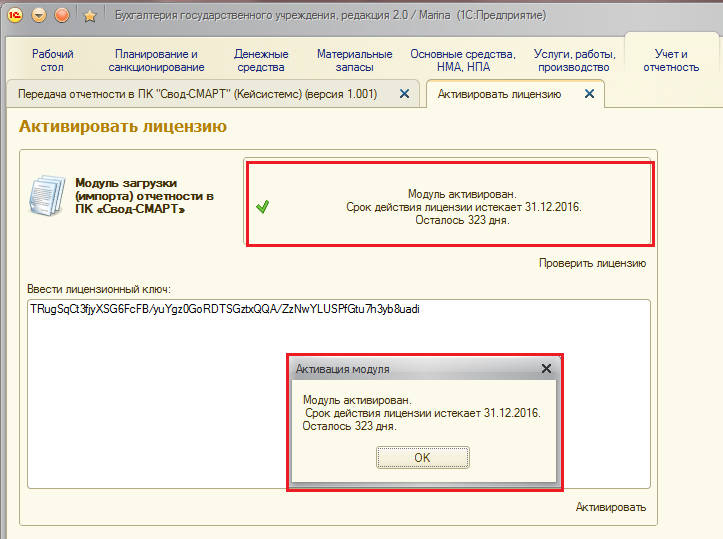 Бухгалтерия государственного учреждения, редакция 2.0 / Marina (1С:Предприятие)
Рабочий стол
Планирование и санкционирование
Денежные средства
Материальные запасы
Основные средства, НМА, НПА
Услуги, работы, производство
Учет и отчетность
Передача отчетности в ПК "Свод-СМАРТ" (Кейсистемс) (версия 1.001)
Активировать лицензию
Активировать лицензию
Модуль загрузки
(импорта) отчетности в
ПК «Свод-СМАРТ»
Модуль активирован.
Срок действия лицензии истекает 31.12.2016.
Осталось 323 дня.
Проверить лицензию
Ввести лицензионный ключ:
TRugSqCt3fjyXSG6FcFB/yuYgz0GoRDTSGztxQQA/ZzNwYLUSPfGtu7h3yb8uadi
Активация модуля
Модуль активирован.
Срок действия лицензии истекает 31.12.2016.
Осталось 323 дня.
OK
Активировать